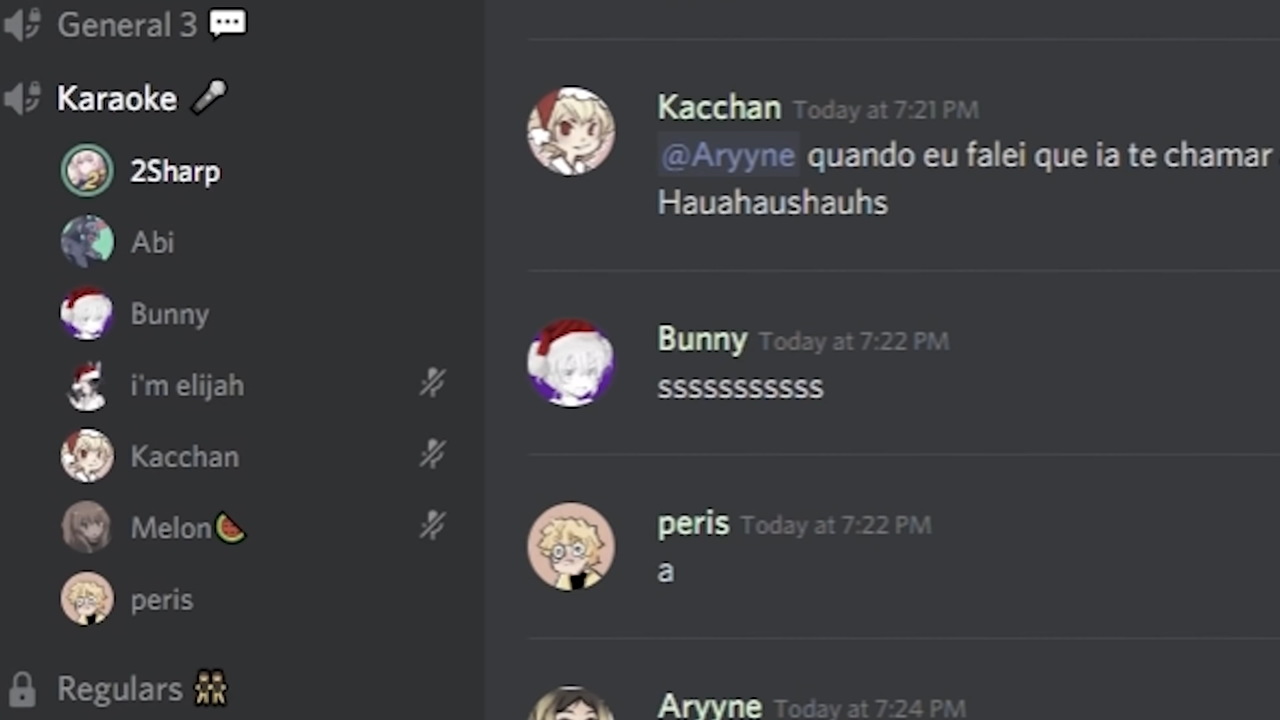 General 3 💬
Karaoke 🎤
2Sharp
Abi
Bunny
i'm elijah
Kacchan
Melon🍉
peris
Regulars 👯
Kacchan Today at 7:21 PM
@Aryyne quando eu falei que ia te chamar
Hauahaushauhs
Bunny Today at 7:22 PM
sssssssssss
peris Today at 7:22 PM
a
Aryyne Today at 7:24 PM